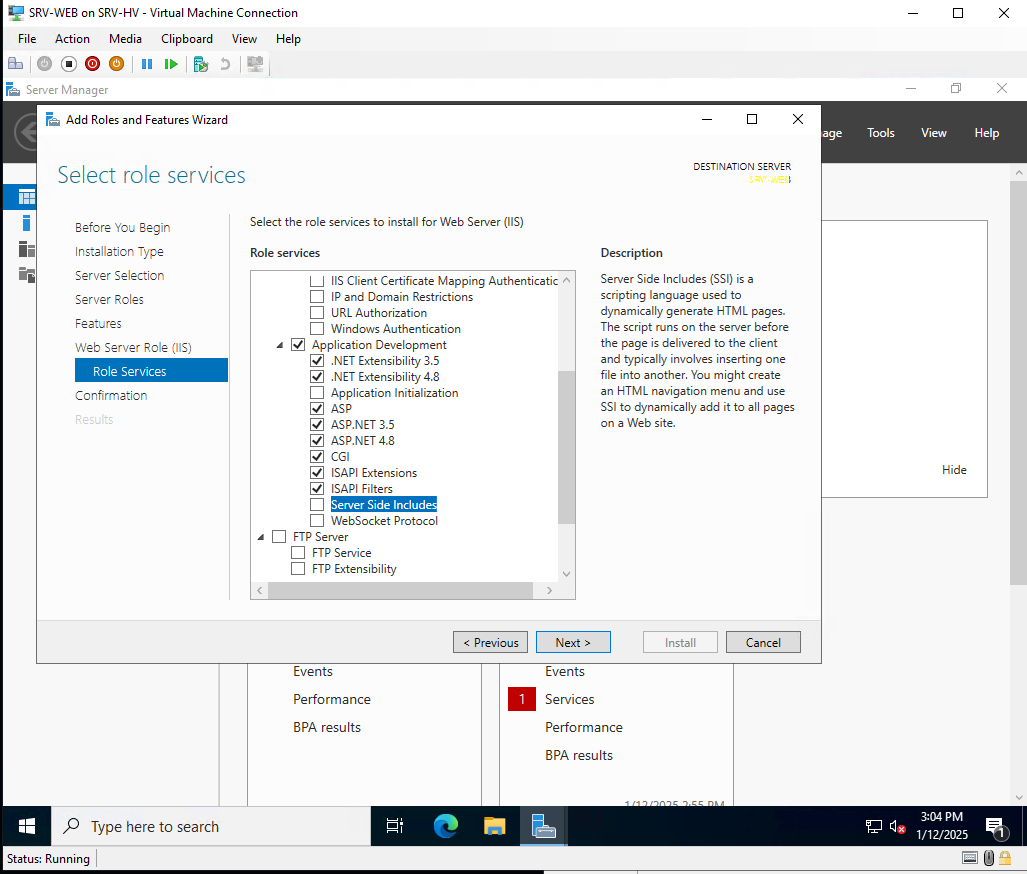 SRV-WEB on SRV-HV - Virtual Machine Connection
File Action Media Clipboard View Help
Server Manager
Add Roles and Features Wizard
age Tools View Help
Select role services
DESTINATION SERVER
SRV-WEB
Before You Begin
Installation Type
Server Selection
Server Roles
Features
Web Server Role (IIS)
Role Services
Confirmation
Results
Select the role services to install for Web Server (IIS)
Role services
IIS Client Certificate Mapping Authenticatic
IP and Domain Restrictions
URL Authorization
Windows Authentication
Application Development
.NET Extensibility 3.5
.NET Extensibility 4.8
Application Initialization
ASP
ASP.NET 3.5
ASP.NET 4.8
CGI
ISAPI Extensions
ISAPI Filters
Server Side Includes
WebSocket Protocol
FTP Server
FTP Service
FTP Extensibility
Description
Server Side Includes (SSI) is a
scripting language used to
dynamically generate HTML pages.
The script runs on the server before
the page is delivered to the client
and typically involves inserting one
file into another. You might create
an HTML navigation menu and use
SSI to dynamically add it to all pages
on a Web site.
Hide
< Previous Next > Install Cancel
Events
Performance
BPA results
Events
1 Services
Performance
BPA results
1/12/2025 2:55 PM
Type here to search
3:04 PM
1/12/2025
1
Status: Running